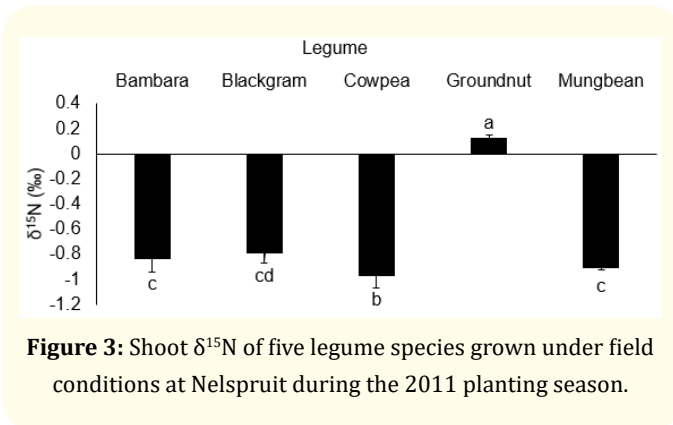 Legume
Bambara Blackgram Cowpea Groundnut Mungbean
0.4
0.2
0
-0.2
-0.4
-0.6
-0.8
-1
-1.2
δ¹⁵N (‰)
c
cd
b
a
c
Figure 3: Shoot δ¹⁵N of five legume species grown under field
conditions at Nelspruit during the 2011 planting season.